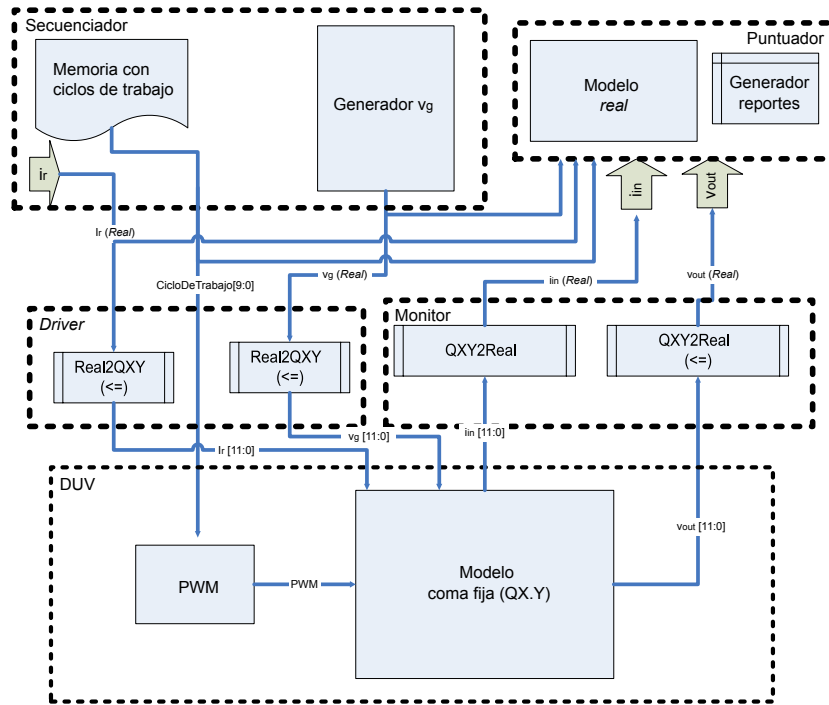 Secuenciador
Memoria con
ciclos de trabajo
Generador vg
ir
Puntuador
Modelo
real
Generador
reportes
iin
vout
Ir (Real)
CicloDeTrabajo[9:0]
vg (Real)
iin (Real)
vout (Real)
Driver
Real2QXY
(<=)
Real2QXY
(<=)
Monitor
QXY2Real
QXY2Real
(<=)
Ir [11:0]
vg [11:0]
iin [11:0]
vout [11:0]
DUV
PWM
PWM
Modelo
coma fija (QX.Y)